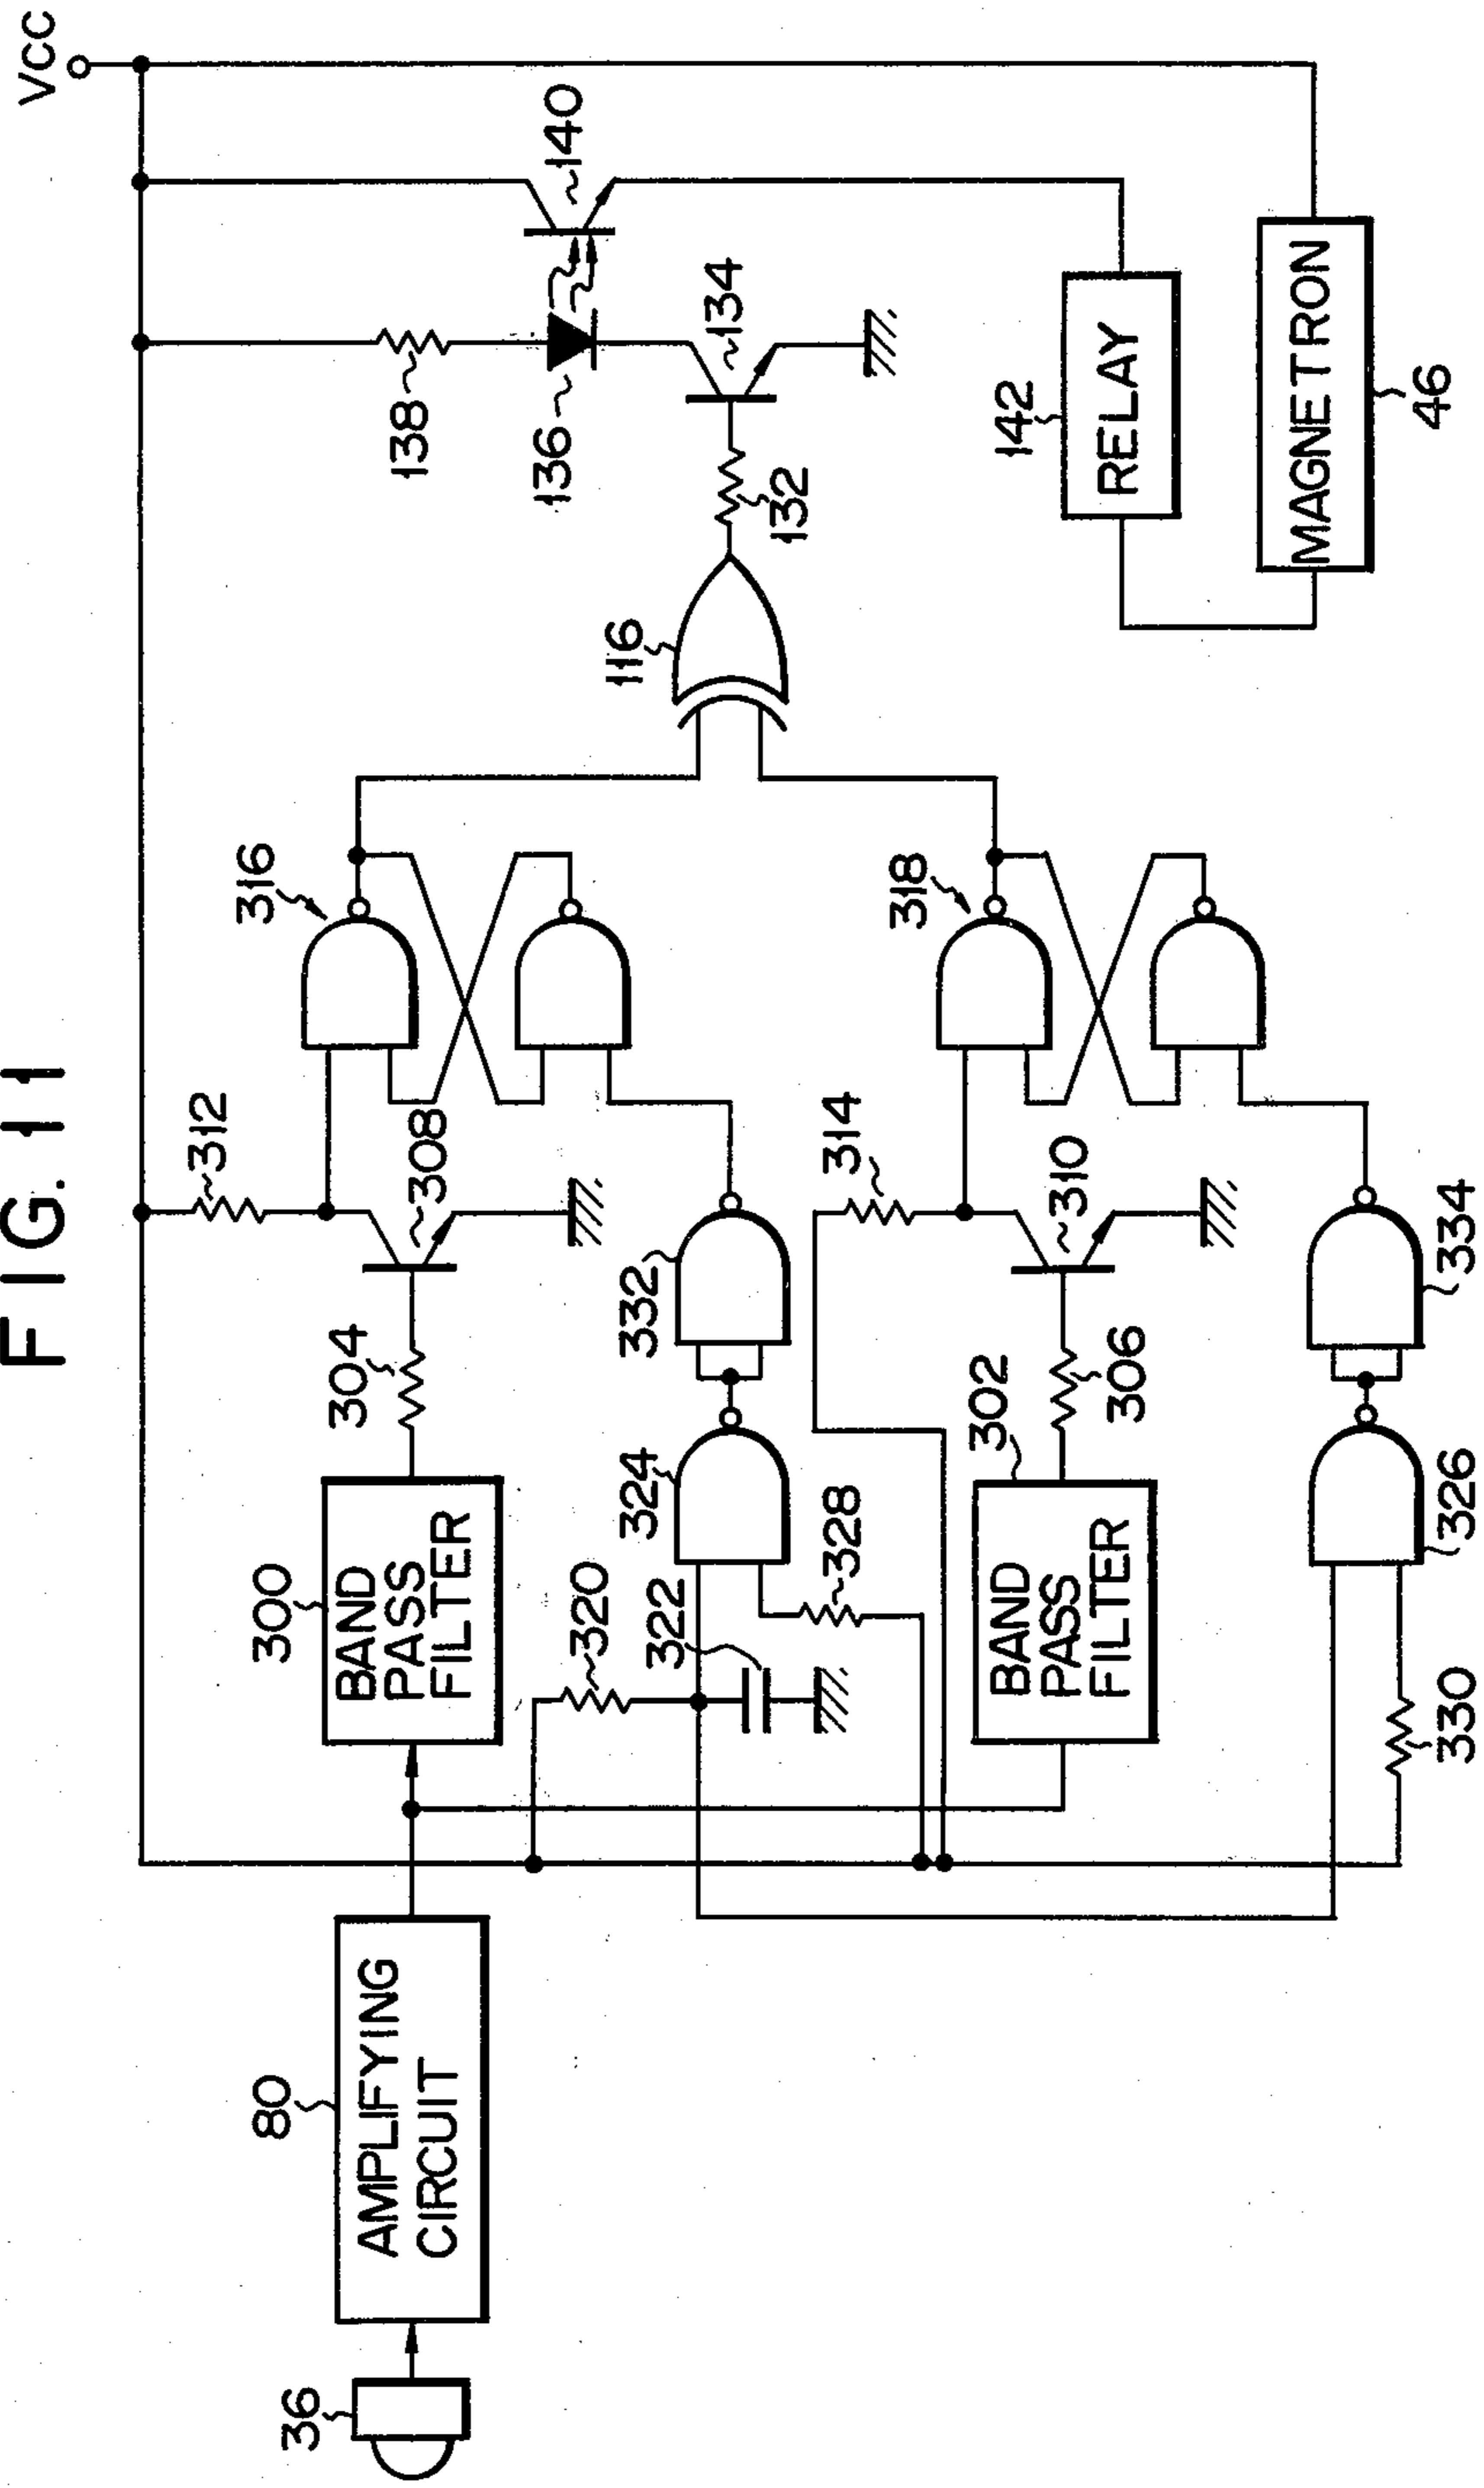 FIG. 11
VCC
36
80
AMPLIFYING
CIRCUIT
300
BAND
PASS
FILTER
304
312
308
316
320
322
324
328
332
302
BAND
PASS
FILTER
306
314
310
318
330
326
334
116
132
138
136
134
140
142
RELAY
MAGNETRON
46